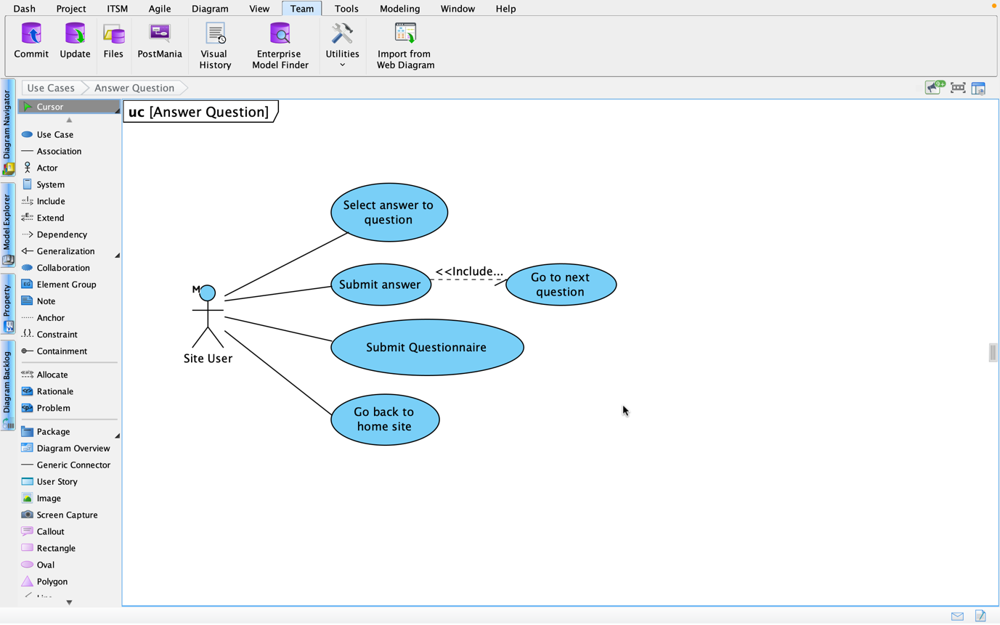 Dash Project ITSM Agile Diagram View Team Tools Modeling Window Help
Commit Update Files PostMania Visual History Enterprise Model Finder Utilities Import from Web Diagram
9+
Use Cases Answer Question
Diagram Navigator
Model Explorer
Property
Diagram Backlog
Cursor
Use Case
Association
Actor
System
<<I>> Include
<<E>> Extend
Dependency
Generalization
Collaboration
EG Element Group
Note
Anchor
{} Constraint
Containment
Allocate
Rationale
Problem
Package
Diagram Overview
Generic Connector
User Story
Image
Screen Capture
Callout
Rectangle
Oval
Polygon
uc [Answer Question]
Select answer to
question
Submit answer
<<Include...
Go to next
question
M
Submit Questionnaire
Site User
Go back to
home site